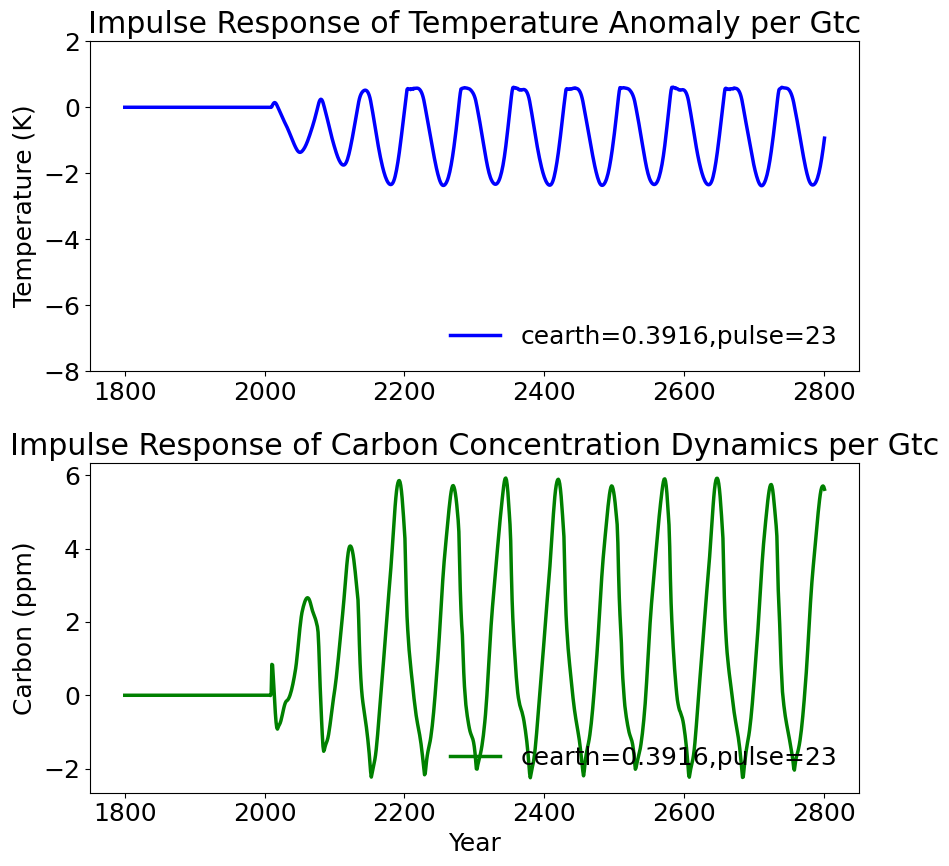 Impulse Response of Temperature Anomaly per Gtc
2
0
−2
−4
−6
−8
Temperature (K)
cearth=0.3916,pulse=23
1800 2000 2200 2400 2600 2800
Impulse Response of Carbon Concentration Dynamics per Gtc
6
4
2
0
−2
Carbon (ppm)
cearth=0.3916,pulse=23
1800 2000 2200 2400 2600 2800
Year